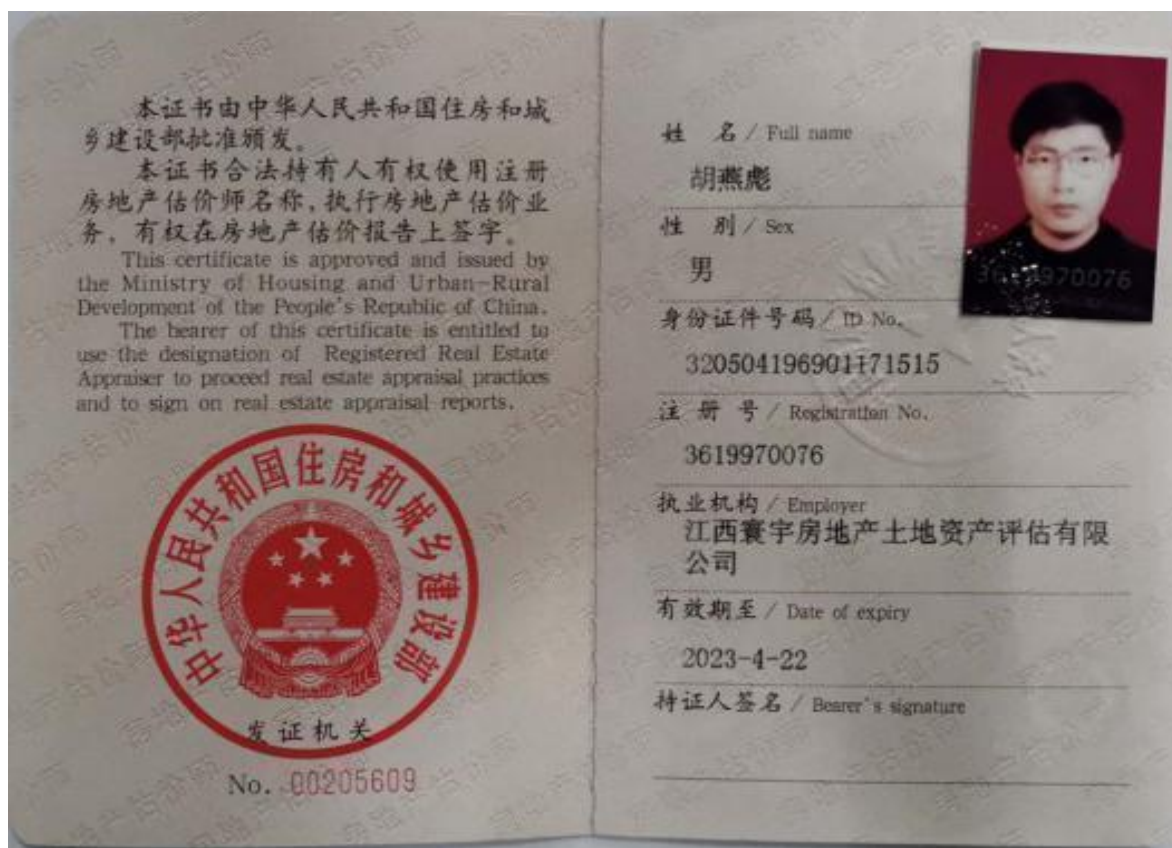 本证书由中华人民共和国住房和城
乡建设部批准颁发。
本证书合法持有人有权使用注册
房地产估价师名称，执行房地产估价业
务，有权在房地产估价报告上签字。
This certificate is approved and issued by
the Ministry of Housing and Urban-Rural
Development of the People's Republic of China.
The bearer of this certificate is entitled to
use the designation of Registered Real Estate
Appraiser to proceed real estate appraisal practices
and to sign on real estate appraisal reports.
中华人民共和国住房和城乡建设部
发证机关
No. 00205609
姓 名 / Full name
胡燕彪
性 别 / Sex
男
身份证件号码 / ID No.
320504196901171515
注 册 号 / Registration No.
3619970076
执业机构 / Employer
江西寰宇房地产土地资产评估有限
公司
有效期至 / Date of expiry
2023-4-22
持证人签名 / Bearer's signature
3619970076